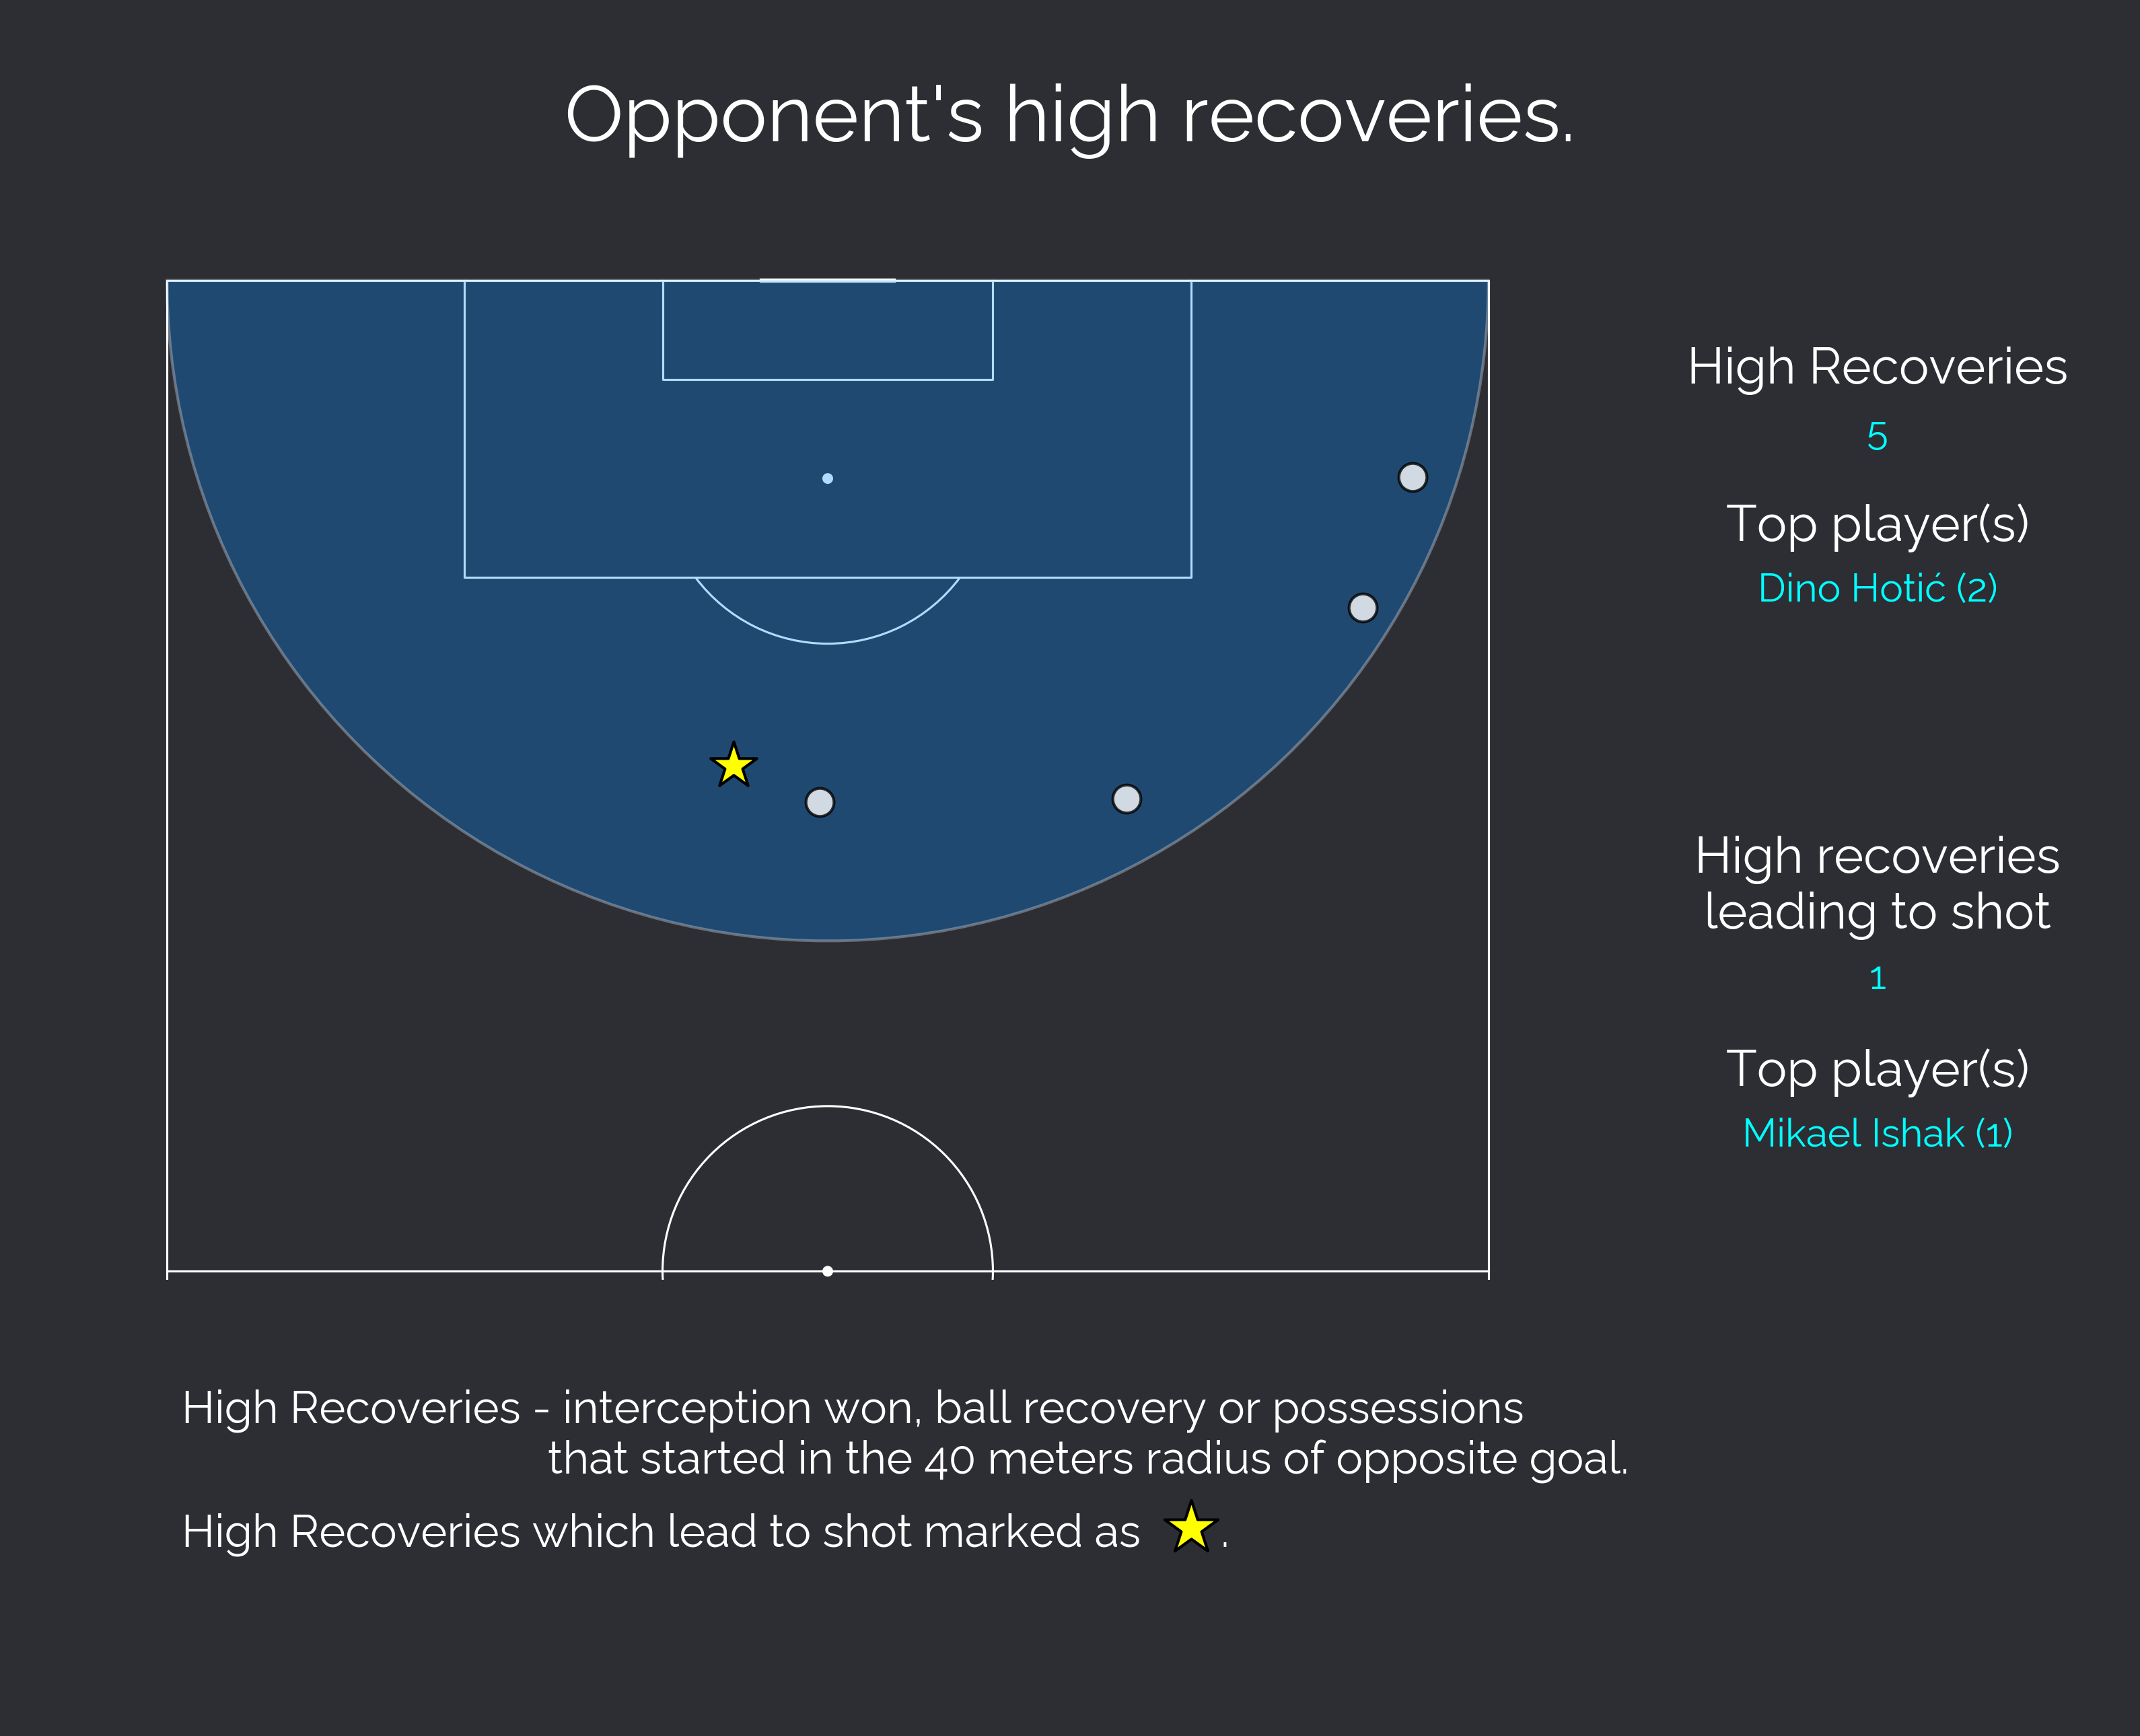 Opponent's high recoveries.
High Recoveries
5
Top player(s)
Dino Hotić (2)
High recoveries
leading to shot
1
Top player(s)
Mikael Ishak (1)
High Recoveries - interception won, ball recovery or possessions
that started in the 40 meters radius of opposite goal.
High Recoveries which lead to shot marked as .